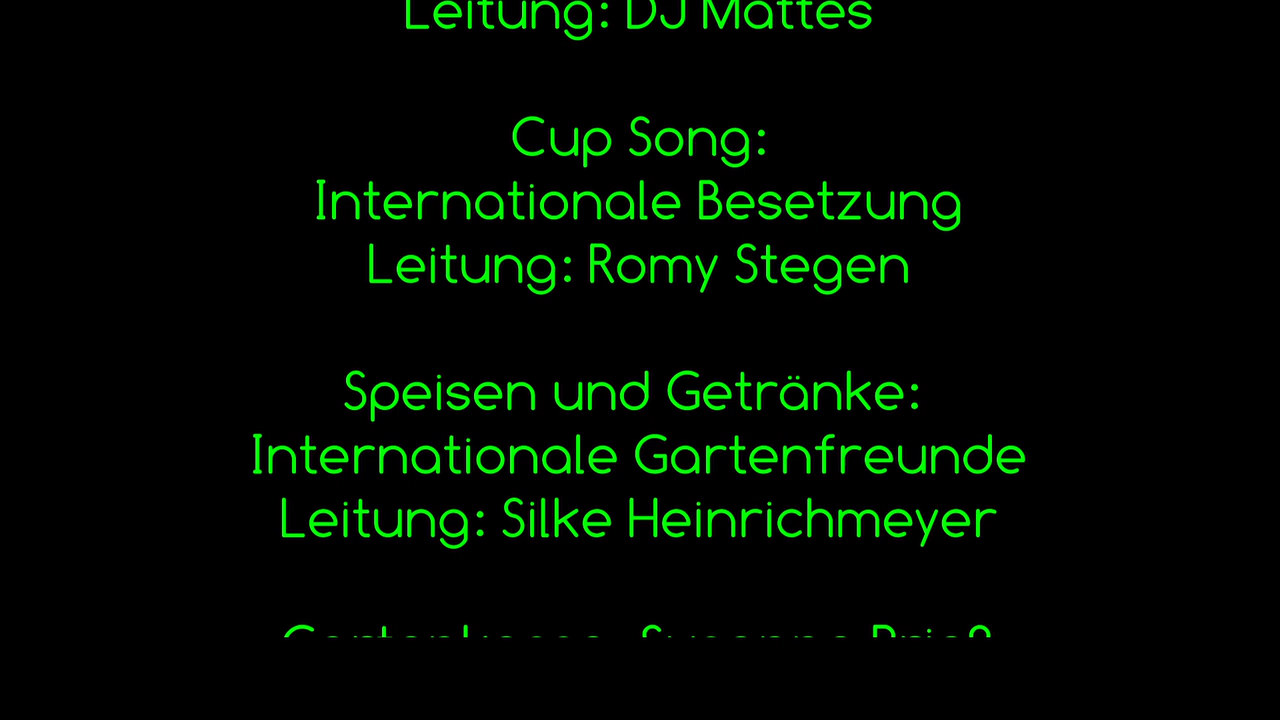 Leitung: DJ Mattes
Cup Song:
Internationale Besetzung
Leitung: Romy Stegen
Speisen und Getränke:
Internationale Gartenfreunde
Leitung: Silke Heinrichmeyer